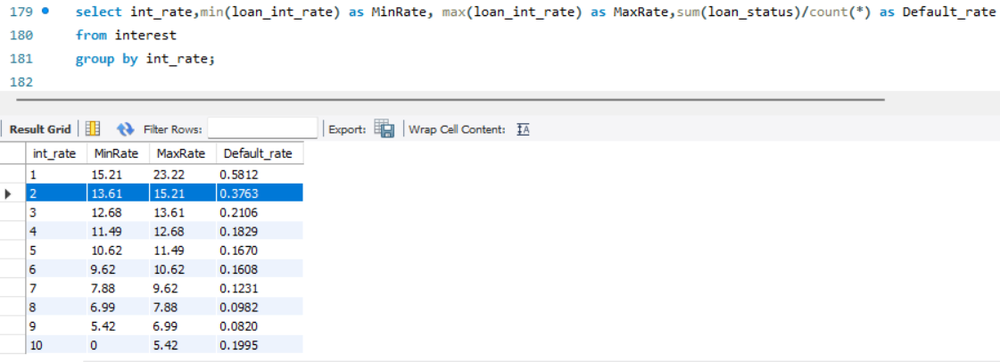 179 select int_rate,min(loan_int_rate) as MinRate, max(loan_int_rate) as MaxRate,sum(loan_status)/count(*) as Default_rate
180 from interest
181 group by int_rate;
182
Result Grid Filter Rows: Export: Wrap Cell Content: IA
int_rate MinRate MaxRate Default_rate
1 15.21 23.22 0.5812
2 13.61 15.21 0.3763
3 12.68 13.61 0.2106
4 11.49 12.68 0.1829
5 10.62 11.49 0.1670
6 9.62 10.62 0.1608
7 7.88 9.62 0.1231
8 6.99 7.88 0.0982
9 5.42 6.99 0.0820
10 0 5.42 0.1995